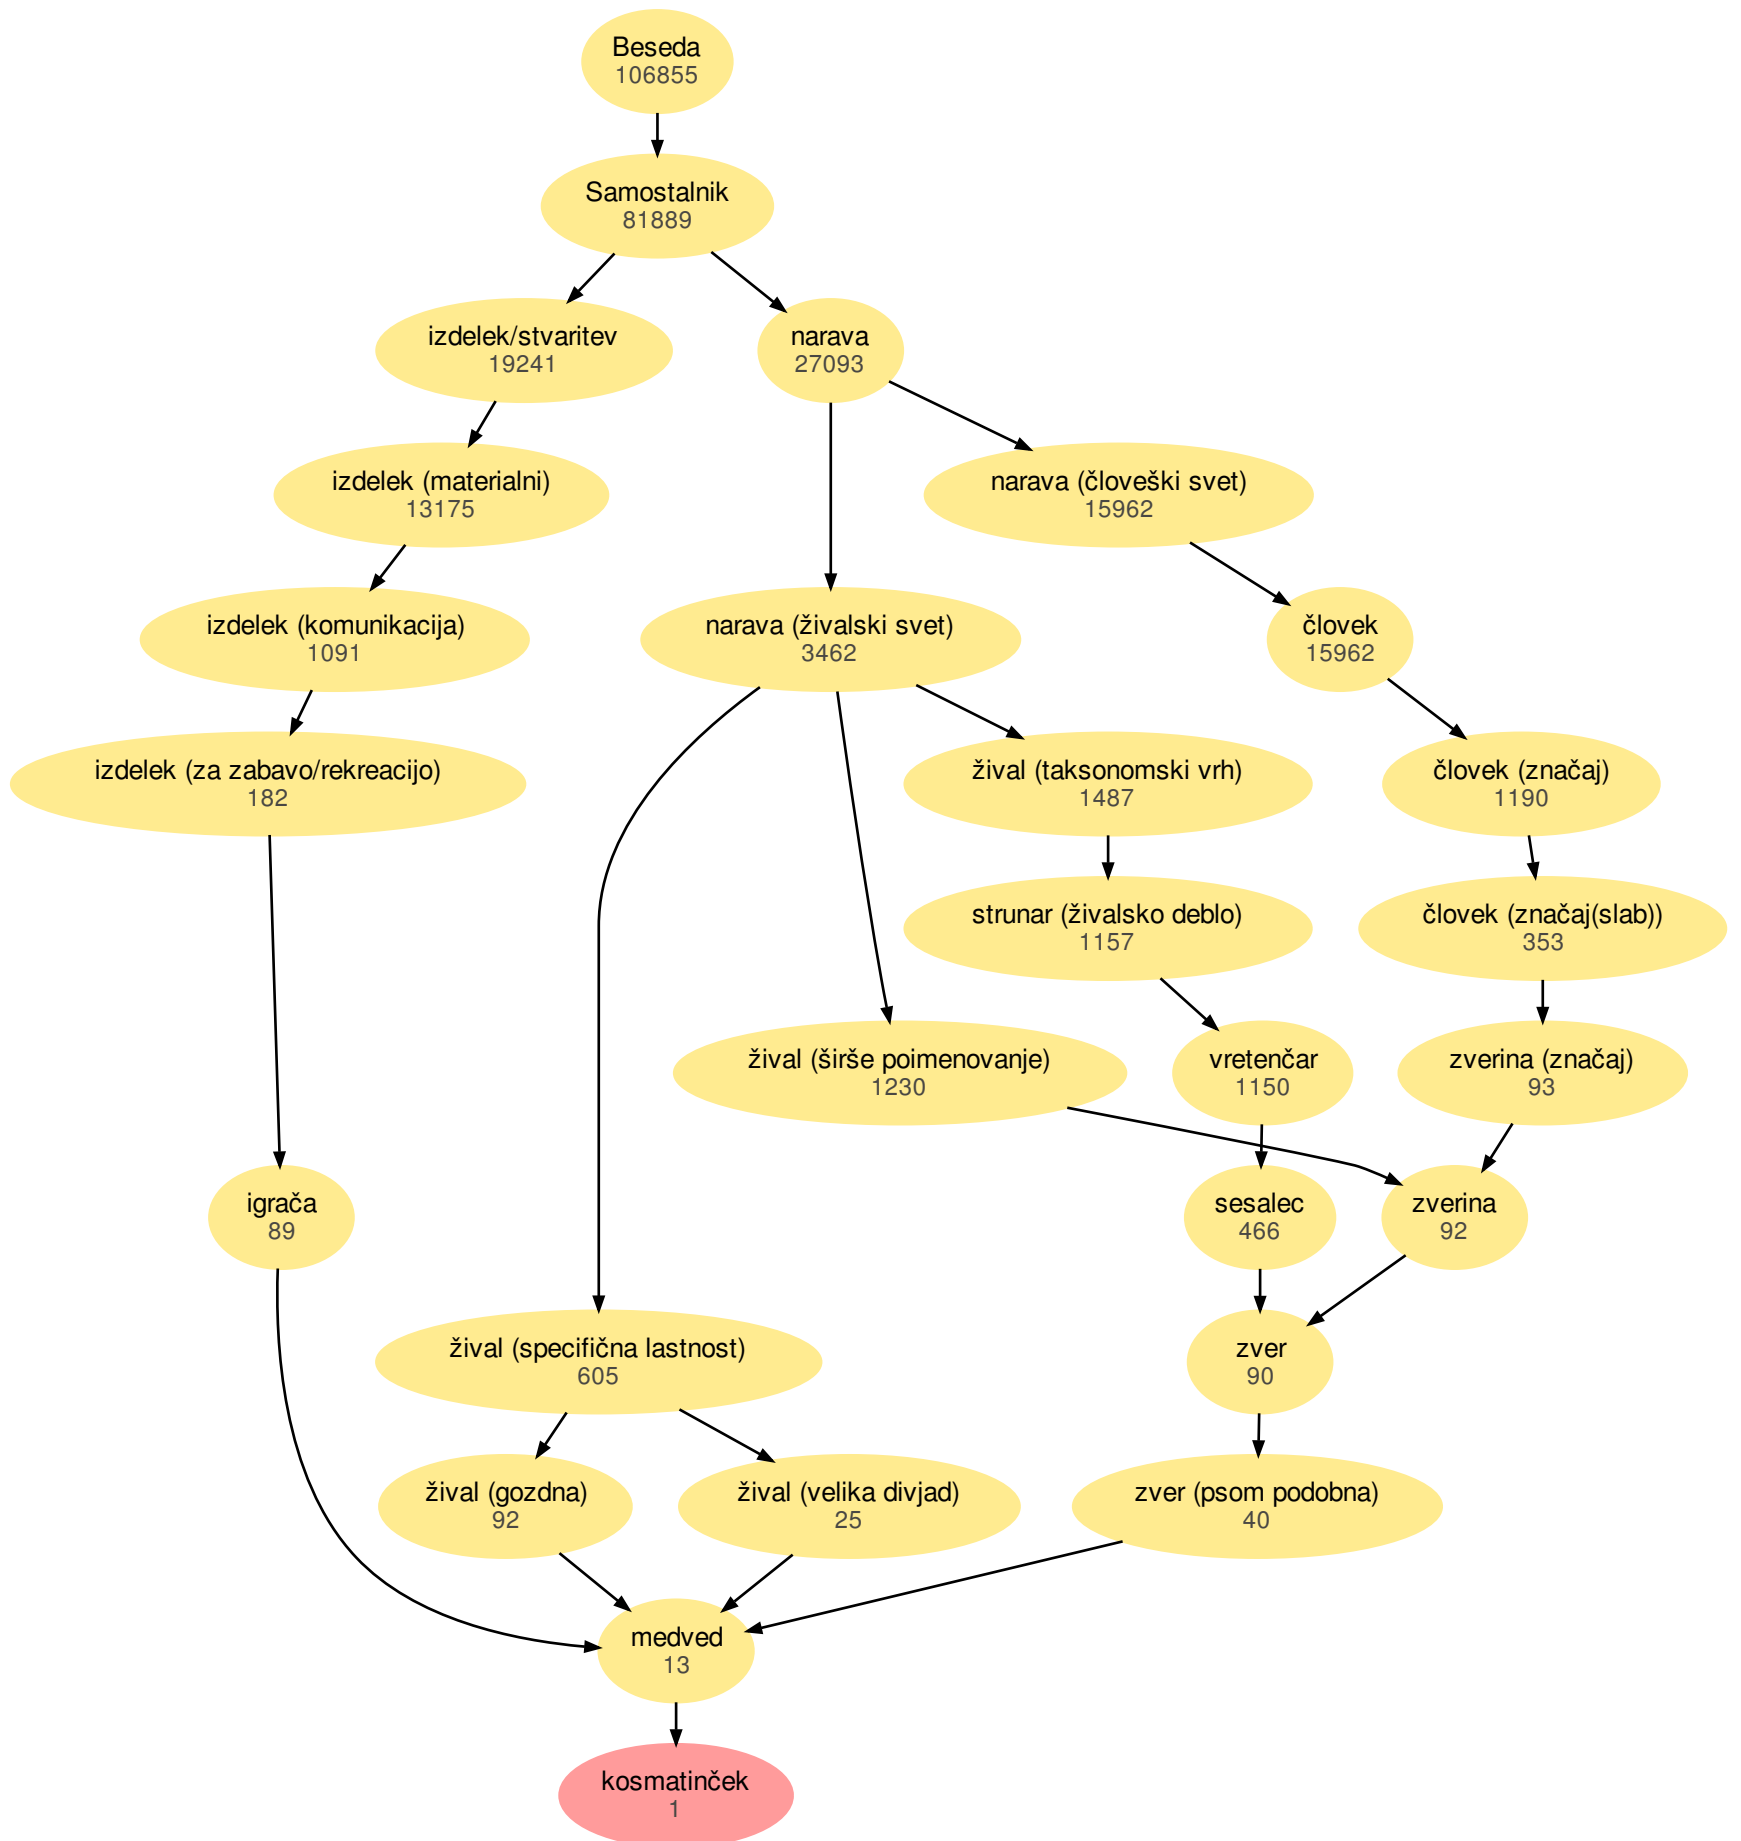 Beseda
106855
Samostalnik
81889
izdelek/stvaritev
19241
narava
27093
izdelek (materialni)
13175
narava (človeški svet)
15962
izdelek (komunikacija)
1091
narava (živalski svet)
3462
človek
15962
izdelek (za zabavo/rekreacijo)
182
žival (taksonomski vrh)
1487
človek (značaj)
1190
strunar (živalsko deblo)
1157
človek (značaj(slab))
353
žival (širše poimenovanje)
1230
vretenčar
1150
zverina (značaj)
93
igrača
89
sesalec
466
zverina
92
žival (specifična lastnost)
605
zver
90
žival (gozdna)
92
žival (velika divjad)
25
zver (psom podobna)
40
medved
13
kosmatinček
1